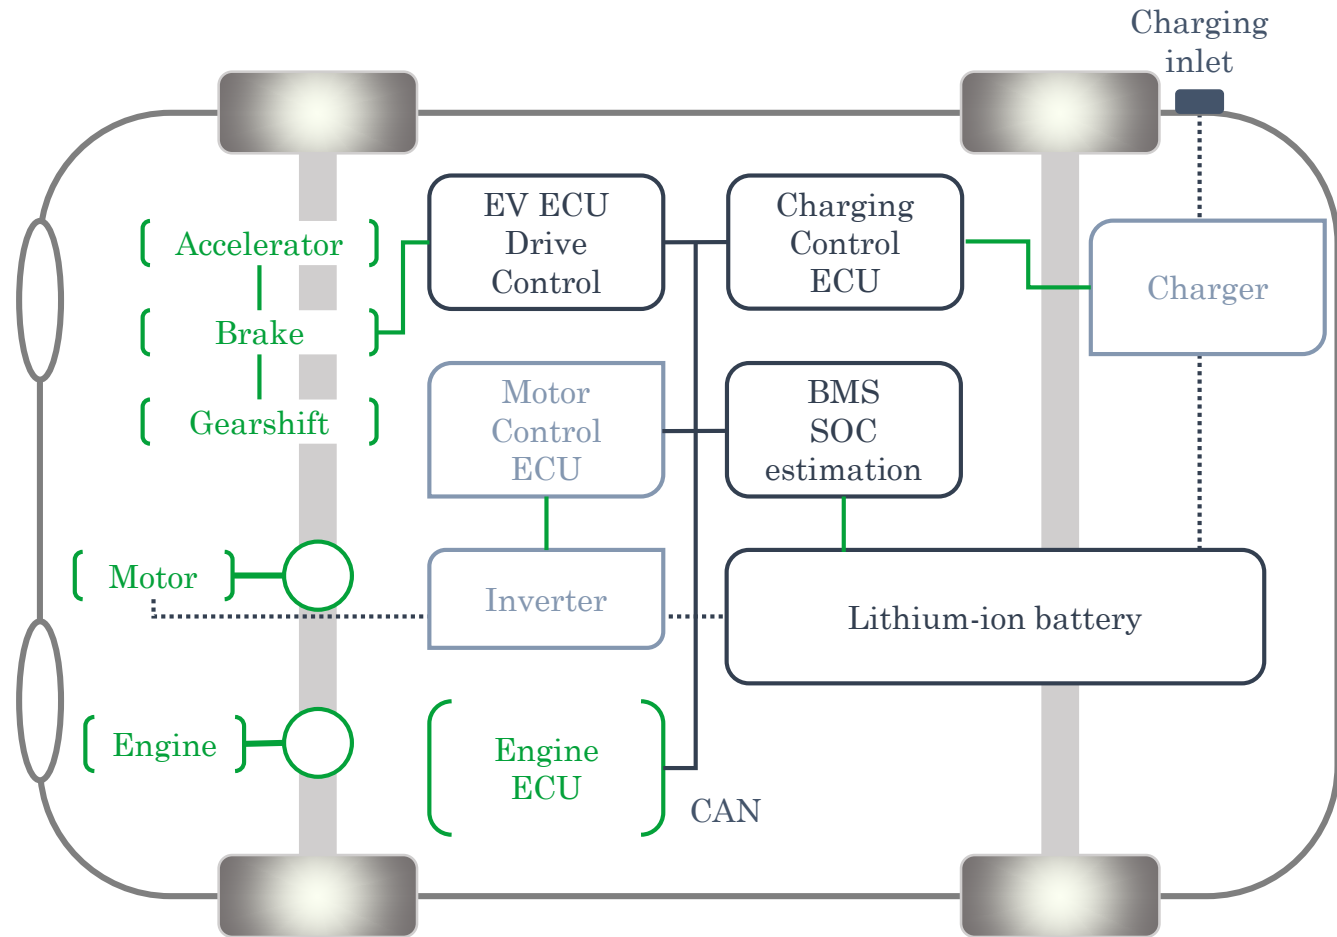 Charging
inlet
EV ECU
Drive
Control
Charging
Control
ECU
Accelerator
Brake
Gearshift
Charger
Motor
Control
ECU
BMS
SOC
estimation
Motor
Inverter
Lithium-ion battery
Engine
Engine
ECU
CAN